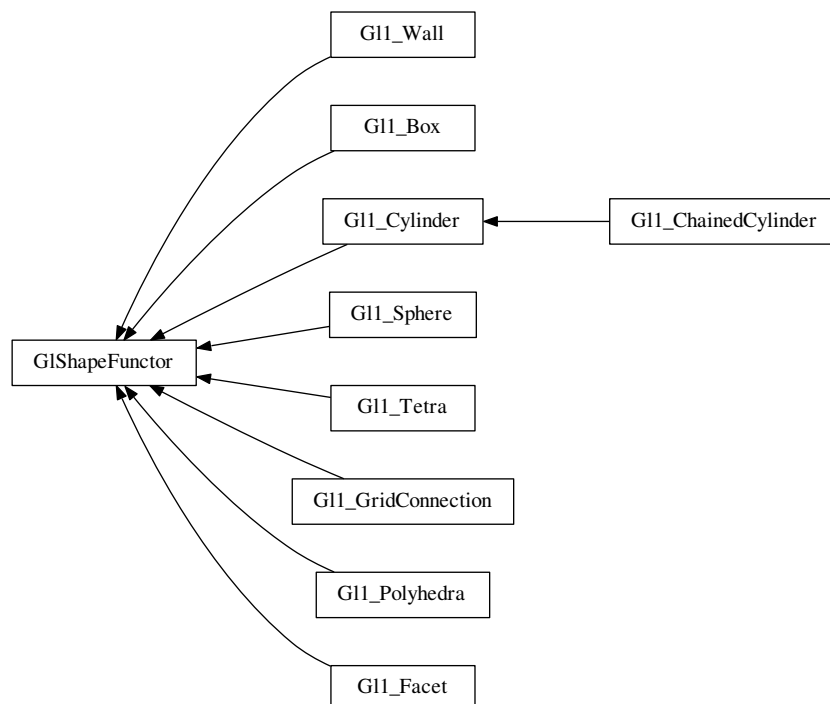 Gl1_Wall
Gl1_Box
Gl1_Cylinder
Gl1_ChainedCylinder
Gl1_Sphere
GlShapeFunctor
Gl1_Tetra
Gl1_GridConnection
Gl1_Polyhedra
Gl1_Facet